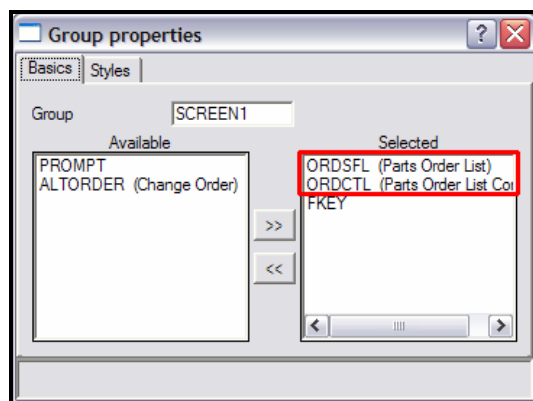 Group properties
?
Basics Styles
Group SCREEN1
Available Selected
PROMPT
ALTORDER (Change Order)
>>
<<
ORDSFL (Parts Order List)
ORDCTL (Parts Order List Co
FKEY